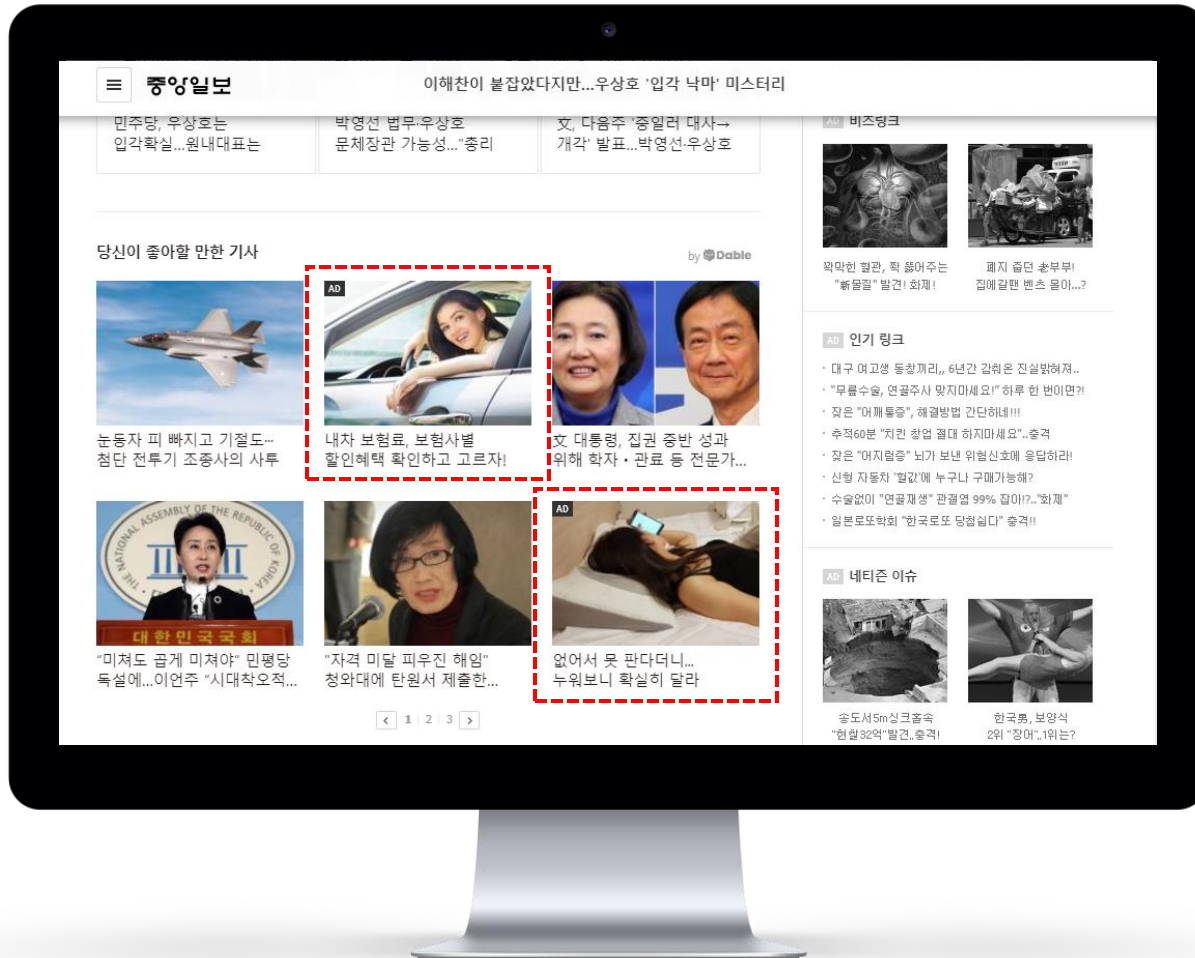 중앙일보
이해찬이 붙잡았다지만...우상호 '입각 낙마' 미스터리
민주당, 우상호는
입각확실...원내대표는
박영선 법무·우상호
문체장관 가능성..."총리
文, 다음주 '중일러 대사→
개각' 발표...박영선·우상호
당신이 좋아할 만한 기사
by Dable
눈동자 피 빠지고 기절도…
첨단 전투기 조종사의 사투
AD
내차 보험료, 보험사별
할인혜택 확인하고 고르자!
文 대통령, 집권 중반 성과
위해 학자·관료 등 전문가...
NATIONAL ASSEMBLY OF THE REPUBLIC OF KOREA
대한민국국회
"미쳐도 곱게 미쳐야" 민평당
독설에...이언주 "시대착오적...
"자격 미달 피우진 해임"
청와대에 탄원서 제출한...
AD
없어서 못 판다더니...
누워보니 확실히 달라
1 2 3
AD 비즈링크
꽉막힌 혈관, 확 뚫어주는
"新물질" 발견! 화제!
폐지 줍던 老부부!
집에갈땐 벤츠 몰아...?
AD 인기 링크
· 대구 여고생 동창끼리,, 6년간 감춰온 진실밝혀져..
· "무릎수술, 연골주사 맞지마세요!" 하루 한 번이면?!
· 잦은 "어깨통증", 해결방법 간단하네!!!
· 추적60분 "치킨 창업 절대 하지마세요"..충격
· 잦은 "어지럼증" 뇌가 보낸 위험신호에 응답하라!
· 신형 자동차 '헐값'에 누구나 구매가능해?
· 수술없이 "연골재생" 관절염 99% 잡아!?.."화제"
· 일본로또학회 "한국로또 당첨쉽다" 충격!!
AD 네티즌 이슈
송도서5m싱크홀속
"현찰32억"발견..충격!
한국男, 보양식
2위 "장어"..1위는?